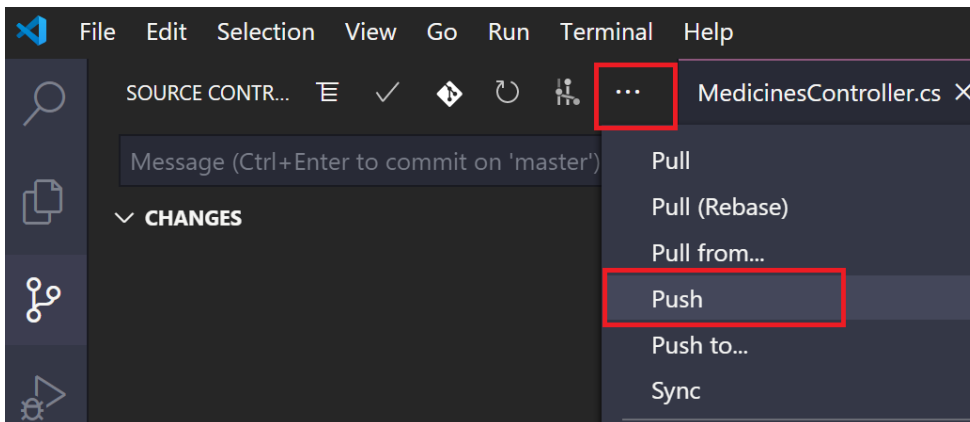 File Edit Selection View Go Run Terminal Help
SOURCE CONTR... ... MedicinesController.cs
Message (Ctrl+Enter to commit on 'master')
CHANGES
Pull
Pull (Rebase)
Pull from...
Push
Push to...
Sync